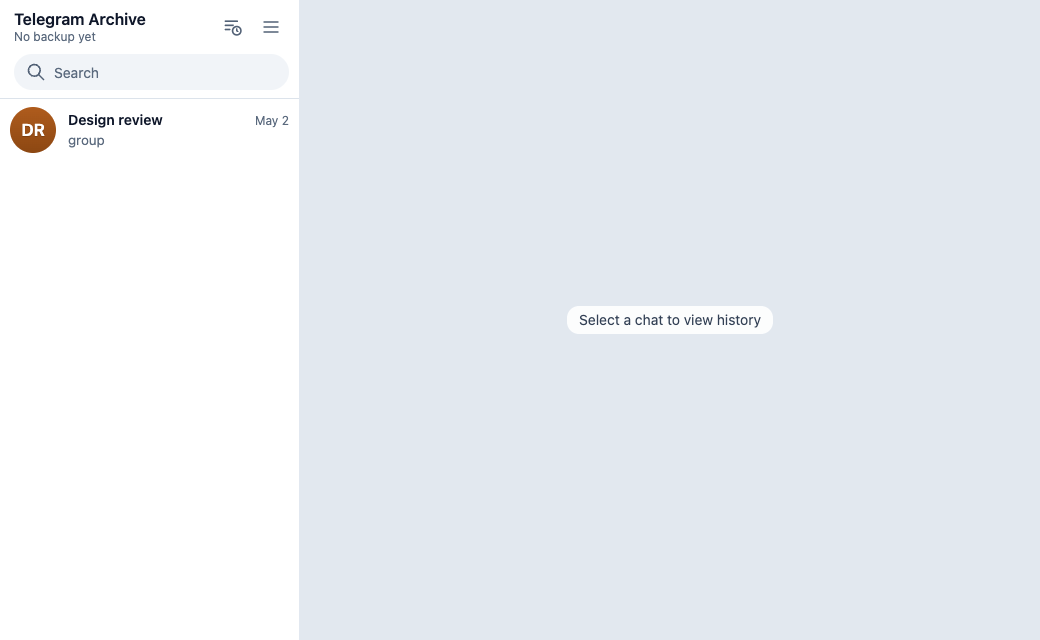 Telegram Archive
No backup yet
Search
DR
Design review
May 2
group
Select a chat to view history